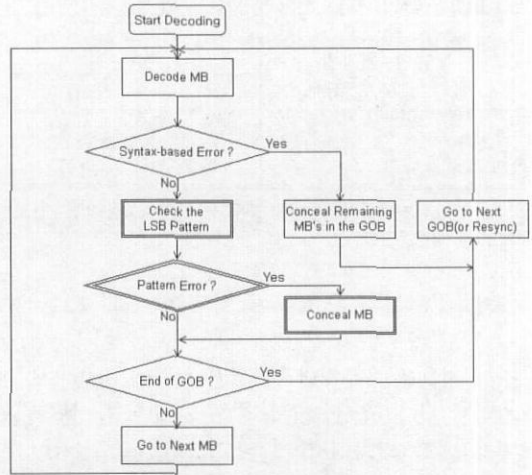 Start Decoding
Decode MB
Syntax-based Error ?
Yes
No
Check the
LSB Pattern
Conceal Remaining
MB's in the GOB
Go to Next
GOB(or Resync)
Pattern Error ?
Yes
No
Conceal MB
End of GOB ?
Yes
No
Go to Next MB